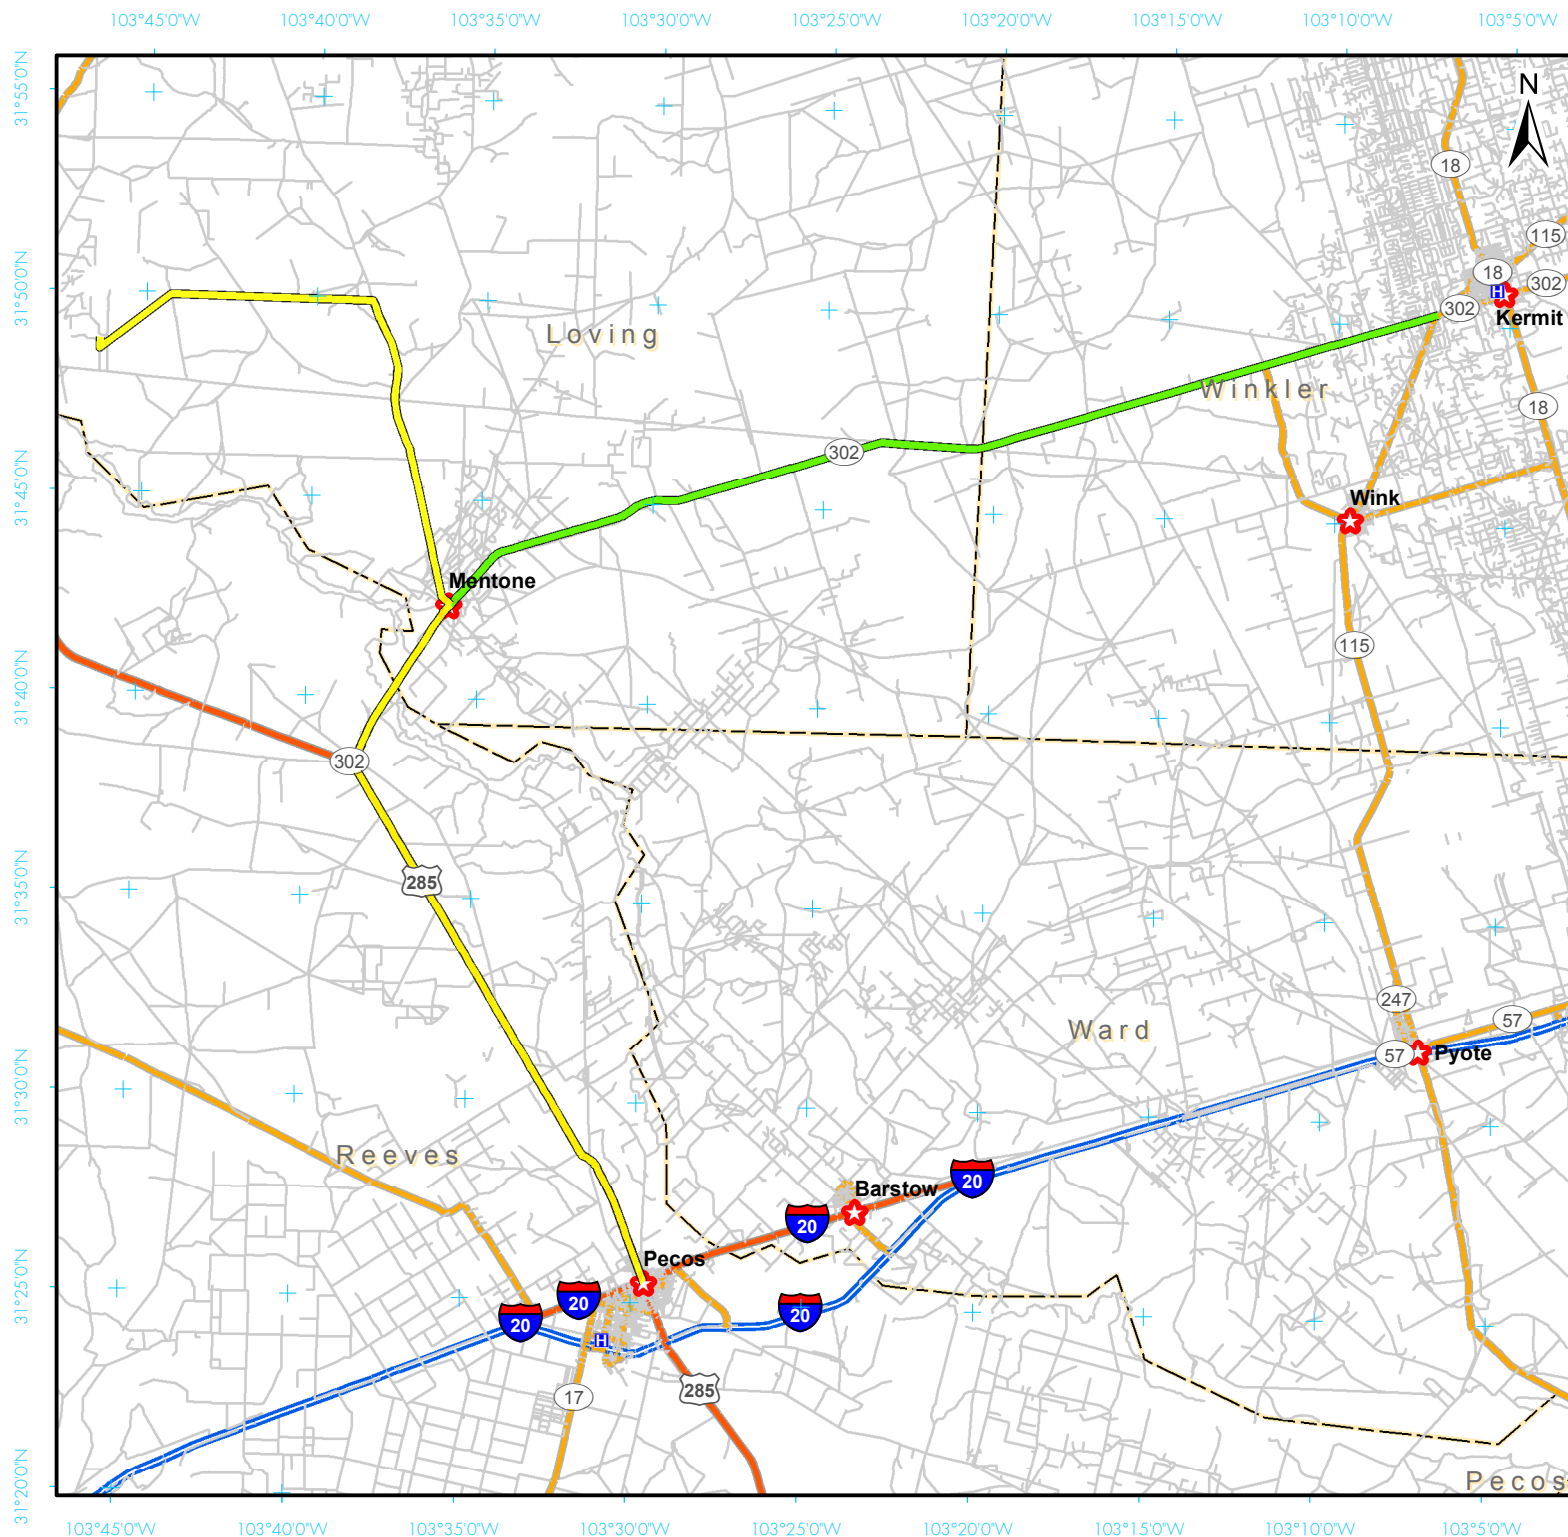 103°45'0"W 103°40'0"W 103°35'0"W 103°30'0"W 103°25'0"W 103°20'0"W 103°15'0"W 103°10'0"W 103°5'0"W
31°55'0"N
N
18
115
31°50'0"N
18
302
H
302
Kermit
Loving
Winkler
18
302
31°45'0"N
Wink
Mentone
115
31°40'0"N
302
285
31°35'0"N
247
57
Ward
57
Pyote
31°30'0"N
Reeves
20
Barstow
20
Pecos
31°25'0"N
20
20
20
H
285
17
31°20'0"N
Pecos
103°45'0"W 103°40'0"W 103°35'0"W 103°30'0"W 103°25'0"W 103°20'0"W 103°15'0"W 103°10'0"W 103°5'0"W